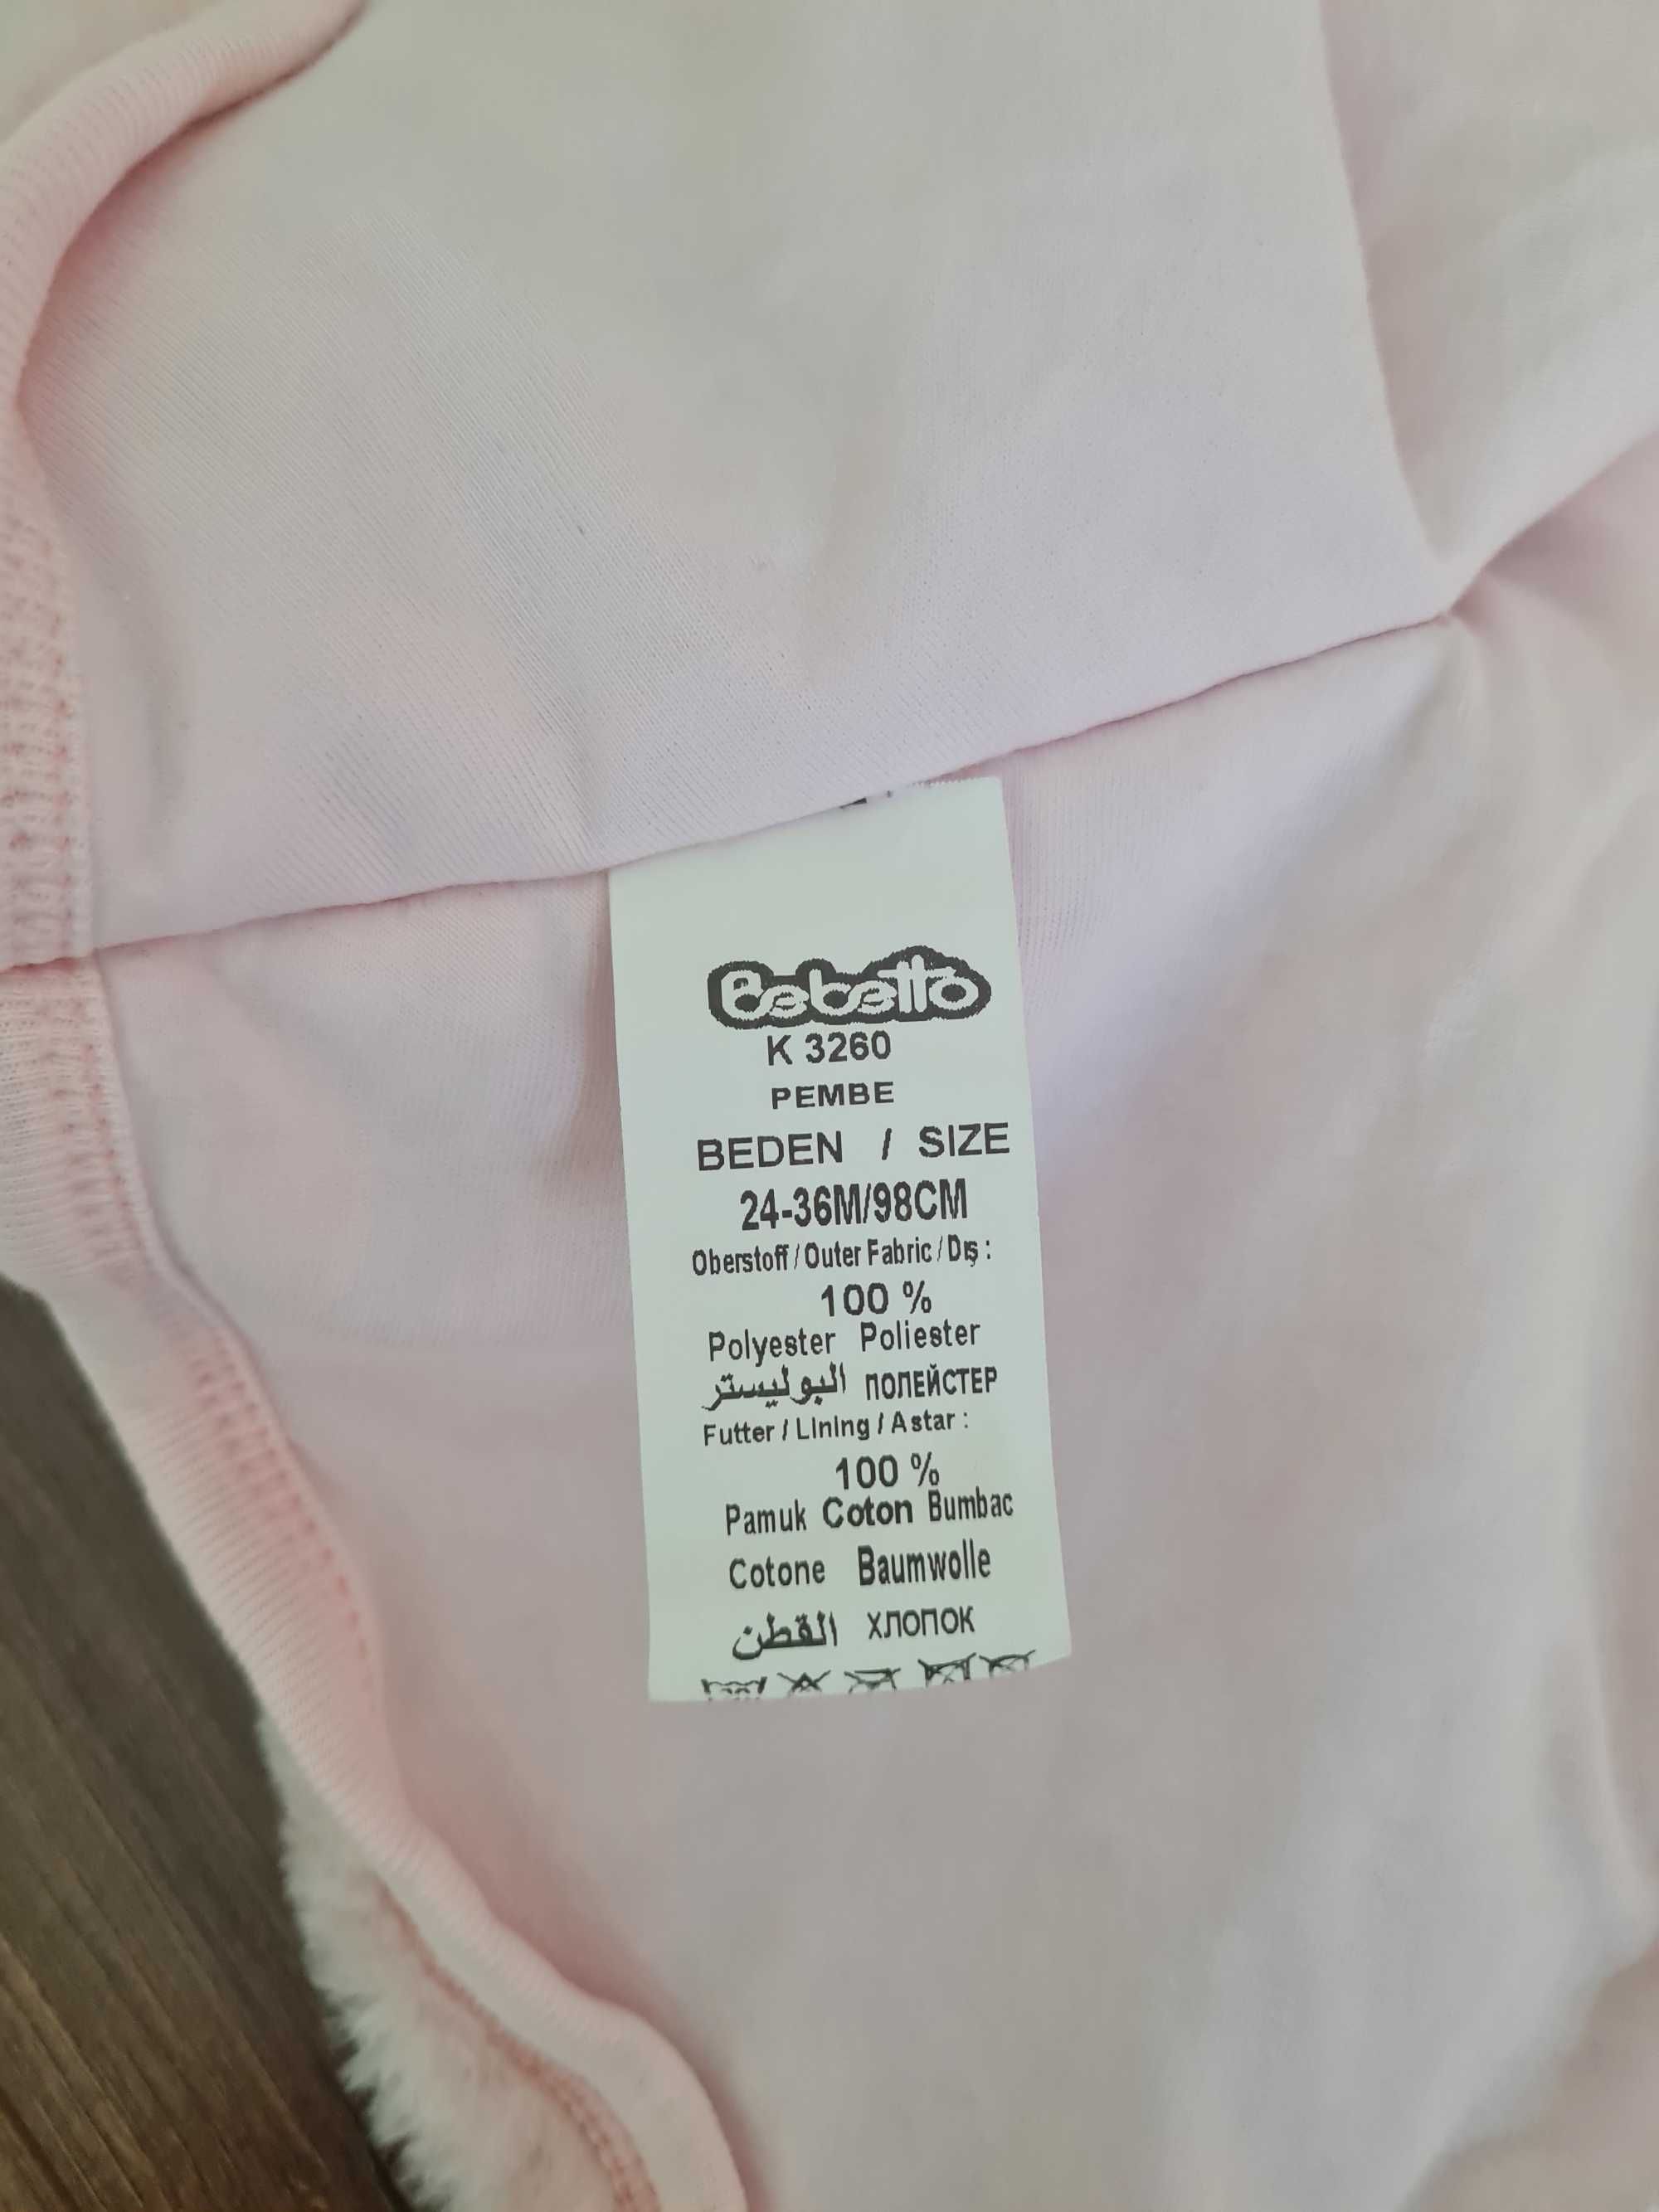 Bebetto
K 3260
PEMBE
BEDEN / SIZE
24-36M/98CM
Oberstoff / Outer Fabric / Dış :
100 %
Polyester Poliester
البوليستر ПОЛЕЙСТЕР
Futter / Lining / Astar :
100 %
Pamuk Coton Bumbac
Cotone Baumwolle
القطن ХЛОПОК